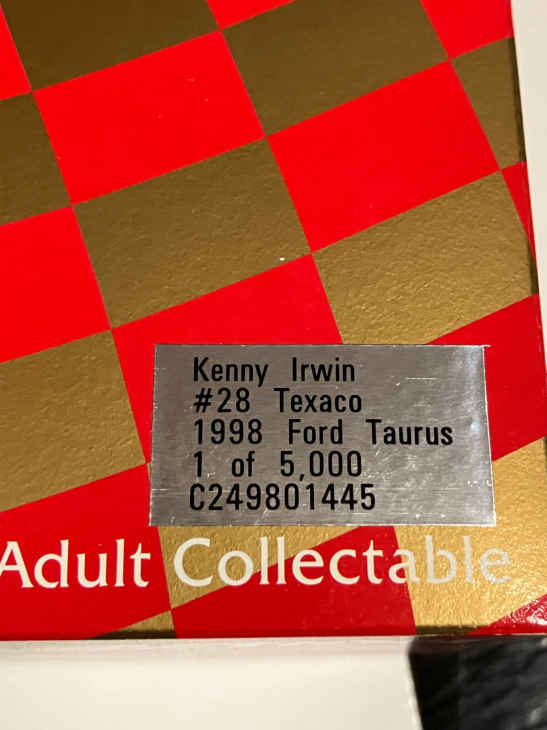 Kenny Irwin
#28 Texaco
1998 Ford Taurus
1 of 5,000
C249801445
Adult Collectable